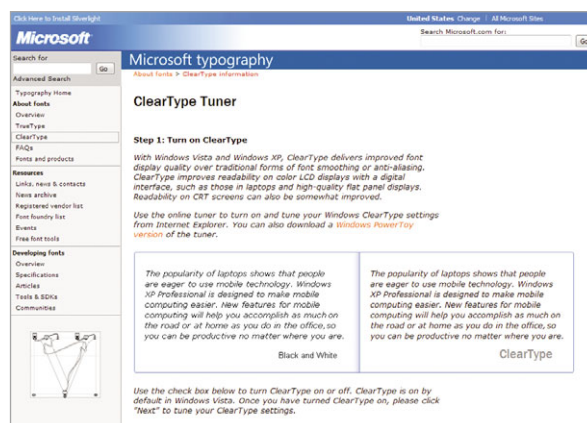 Click Here to Install Silverlight
United States Change | All Microsoft Sites
Microsoft
Search Microsoft.com for:
Go
Search for
Go
Advanced Search
Typography Home
About fonts
Overview
TrueType
ClearType
FAQs
Fonts and products
Resources
Links, news & contacts
News archive
Registered vendor list
Font foundry list
Events
Free font tools
Developing fonts
Overview
Specifications
Articles
Tools & SDKs
Communities
Microsoft typography
About fonts > ClearType information
ClearType Tuner
Step 1: Turn on ClearType
With Windows Vista and Windows XP, ClearType delivers improved font
display quality over traditional forms of font smoothing or anti-aliasing.
ClearType improves readability on color LCD displays with a digital
interface, such as those in laptops and high-quality flat panel displays.
Readability on CRT screens can also be somewhat improved.
Use the online tuner to turn on and tune your Windows ClearType settings
from Internet Explorer. You can also download a Windows PowerToy
version of the tuner.
The popularity of laptops shows that people
are eager to use mobile technology. Windows
XP Professional is designed to make mobile
computing easier. New features for mobile
computing will help you accomplish as much on
the road or at home as you do in the office, so
you can be productive no matter where you are.
Black and White
The popularity of laptops shows that people
are eager to use mobile technology. Windows
XP Professional is designed to make mobile
computing easier. New features for mobile
computing will help you accomplish as much on
the road or at home as you do in the office, so
you can be productive no matter where you are.
ClearType
Use the check box below to turn ClearType on or off. ClearType is on by
default in Windows Vista. Once you have turned ClearType on, please click
"Next" to tune your ClearType settings.